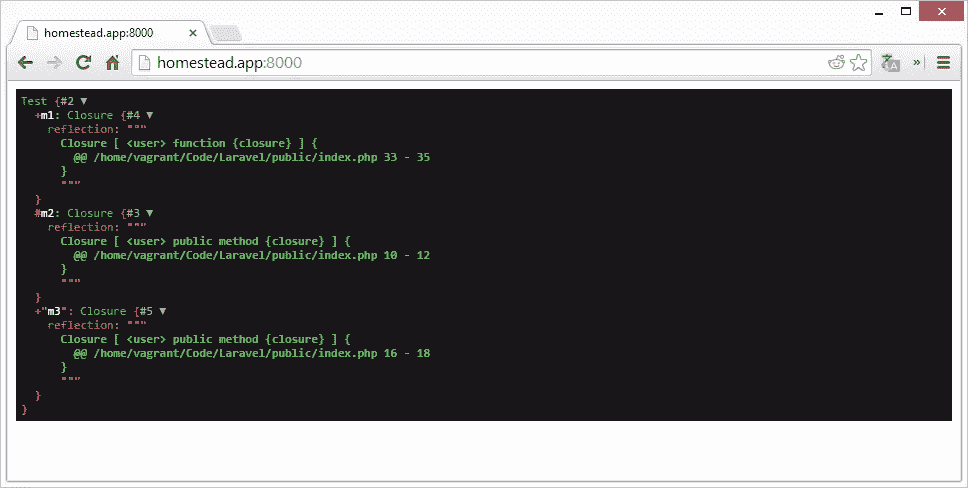 homestead.app:8000
homestead.app:8000
Test {#2 ▼
  +m1: Closure {#4 ▼
    reflection: """
      Closure [ <user> function {closure} ] {
        @@ /home/vagrant/Code/Laravel/public/index.php 33 - 35
      }
      """
  }
  #m2: Closure {#3 ▼
    reflection: """
      Closure [ <user> public method {closure} ] {
        @@ /home/vagrant/Code/Laravel/public/index.php 10 - 12
      }
      """
  }
  +"m3": Closure {#5 ▼
    reflection: """
      Closure [ <user> public method {closure} ] {
        @@ /home/vagrant/Code/Laravel/public/index.php 16 - 18
      }
      """
  }
}